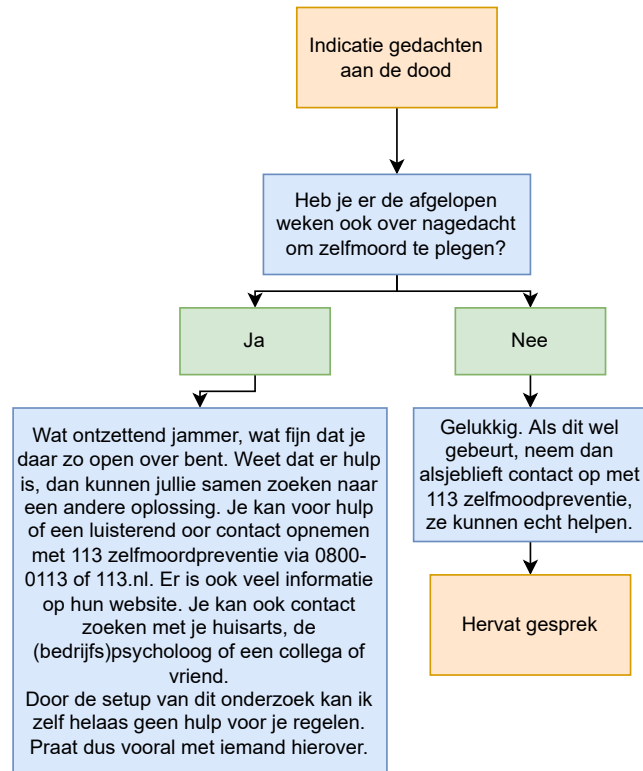 Indicatie gedachten
aan de dood
Heb je er de afgelopen
weken ook over nagedacht
om zelfmoord te plegen?
Ja
Nee
Wat ontzettend jammer, wat fijn dat je
daar zo open over bent. Weet dat er hulp
is, dan kunnen jullie samen zoeken naar
een andere oplossing. Je kan voor hulp
of een luisterend oor contact opnemen
met 113 zelfmoordpreventie via 0800-
0113 of 113.nl. Er is ook veel informatie
op hun website. Je kan ook contact
zoeken met je huisarts, de
(bedrijfs)psycholoog of een collega of
vriend.
Door de setup van dit onderzoek kan ik
zelf helaas geen hulp voor je regelen.
Praat dus vooral met iemand hierover.
Gelukkig. Als dit wel
gebeurt, neem dan
alsjeblieft contact op met
113 zelfmoodpreventie,
ze kunnen echt helpen.
Hervat gesprek